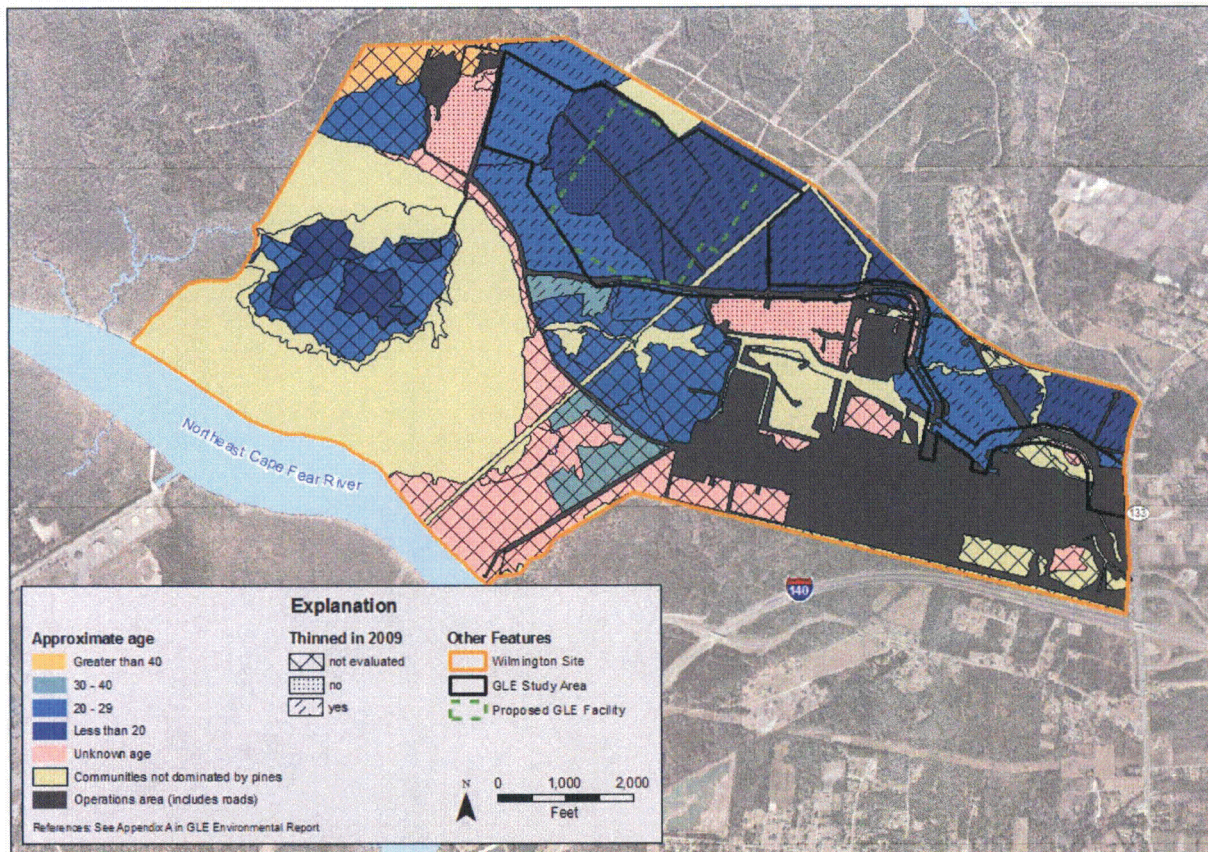 Northeast Cape Fear River
133
140
Explanation
Approximate age
Greater than 40
30 - 40
20 - 29
Less than 20
Unknown age
Communities not dominated by pines
Operations area (includes roads)
Thinned in 2009
not evaluated
no
yes
Other Features
Wilmington Site
GLE Study Area
Proposed GLE Facility
N
0 1,000 2,000
Feet
References: See Appendix A in GLE Environmental Report